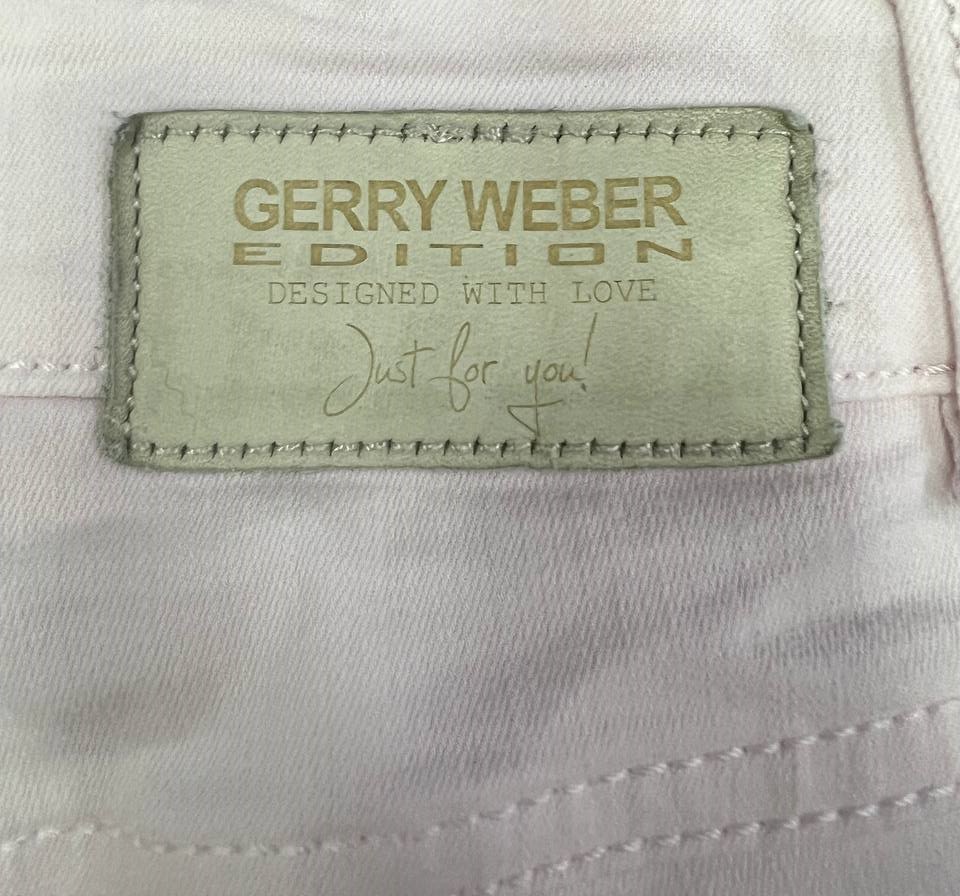 GERRY WEBER
EDITION
DESIGNED WITH LOVE
Just for you!